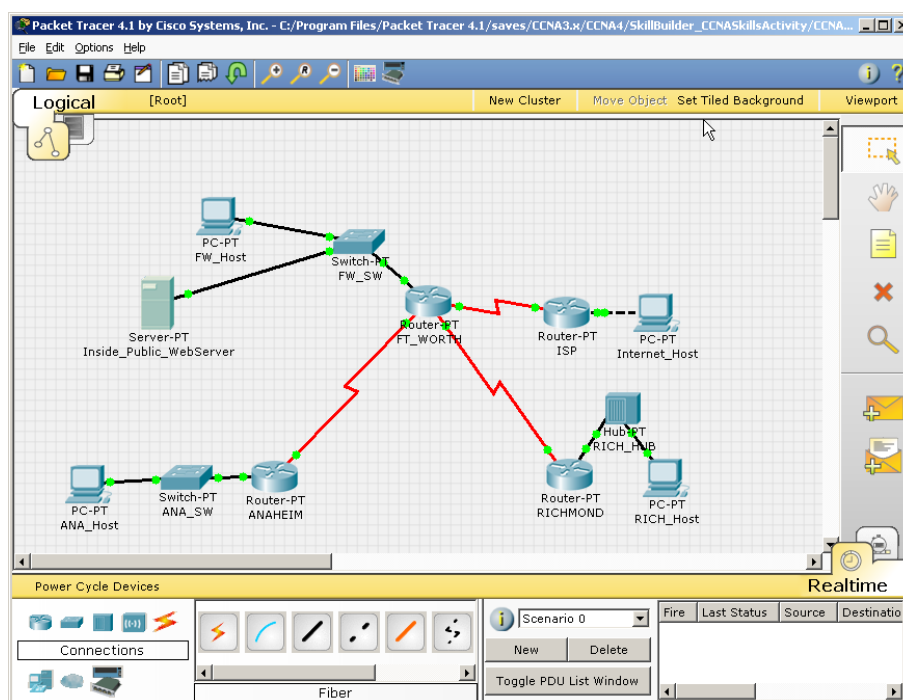 Packet Tracer 4.1 by Cisco Systems, Inc. - C:/Program Files/Packet Tracer 4.1/saves/CCNA3.x/CCNA4/SkillBuilder_CCNASkillsActivity/CCNA...
File Edit Options Help
Logical [Root] New Cluster Move Object Set Tiled Background Viewport
PC-PT
FW_Host
Switch-PT
FW_SW
Server-PT
Inside_Public_WebServer
Router-PT
FT_WORTH
Router-PT
ISP
PC-PT
Internet_Host
Hub-PT
RICH_HUB
PC-PT
ANA_Host
Switch-PT
ANA_SW
Router-PT
ANAHEIM
Router-PT
RICHMOND
PC-PT
RICH_Host
Power Cycle Devices
Realtime
Connections
Fiber
Scenario 0
New Delete
Toggle PDU List Window
Fire Last Status Source Destinatio